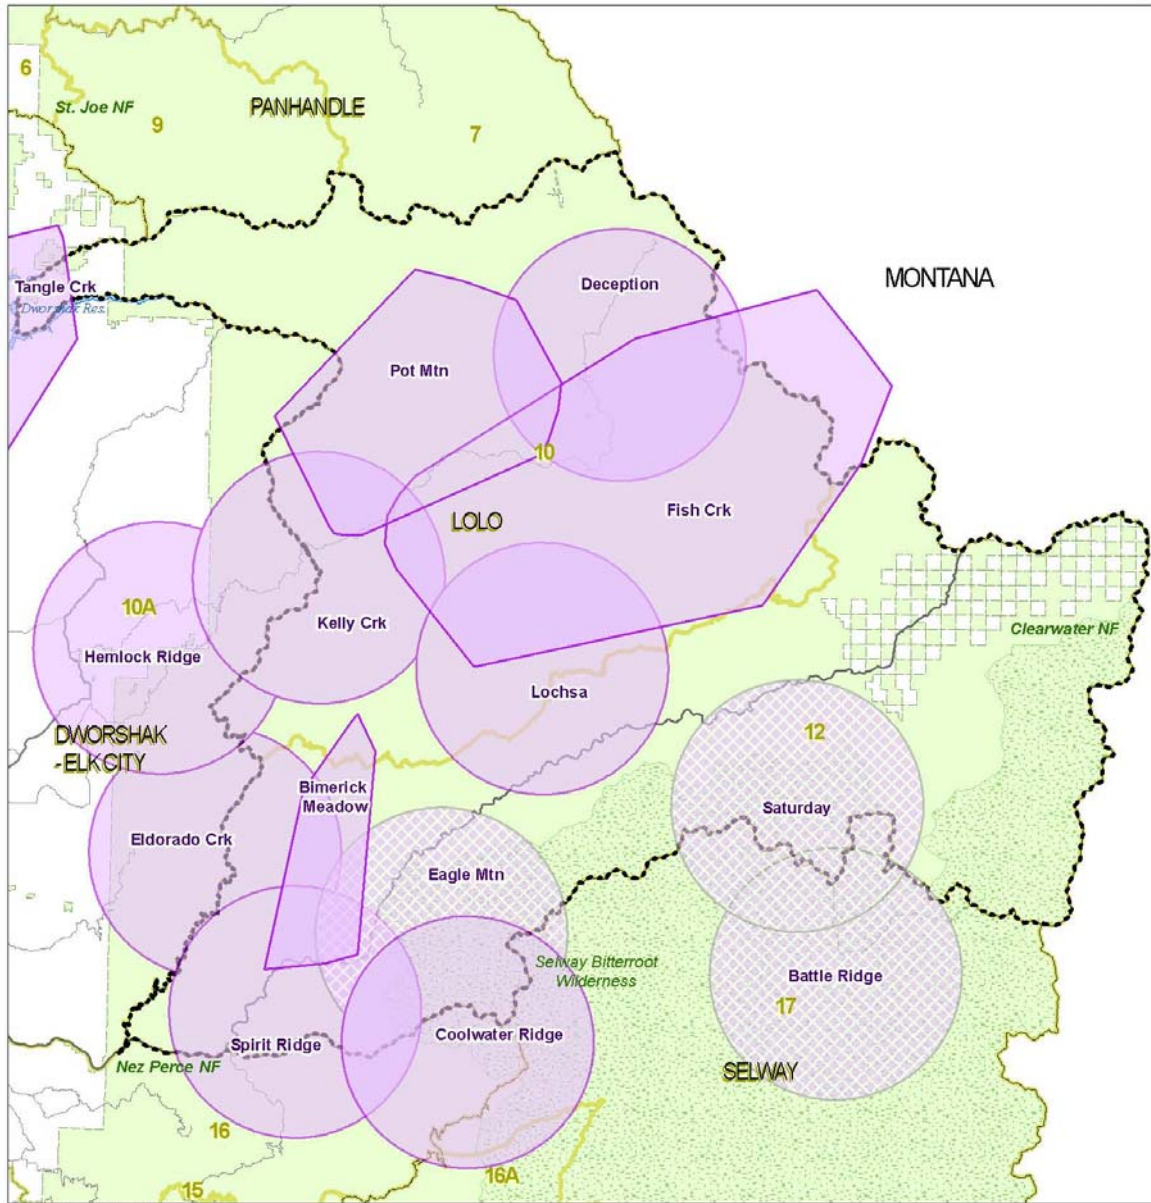 6
St. Joe NF
PANHANDLE
9
7
MONTANA
Tangle Crk
Dworshak Res.
Deception
Pot Mtn
10
Fish Crk
LOLO
10A
Kelly Crk
Clearwater NF
Hemlock Ridge
Lochsa
DWORSHAK
-ELK CITY
12
Bimerick
Meadow
Saturday
Eldorado Crk
Eagle Mtn
Selway Bitterroot
Wilderness
Battle Ridge
17
Coolwater Ridge
Spirit Ridge
Nez Perce NF
SELWAY
16
16A
15